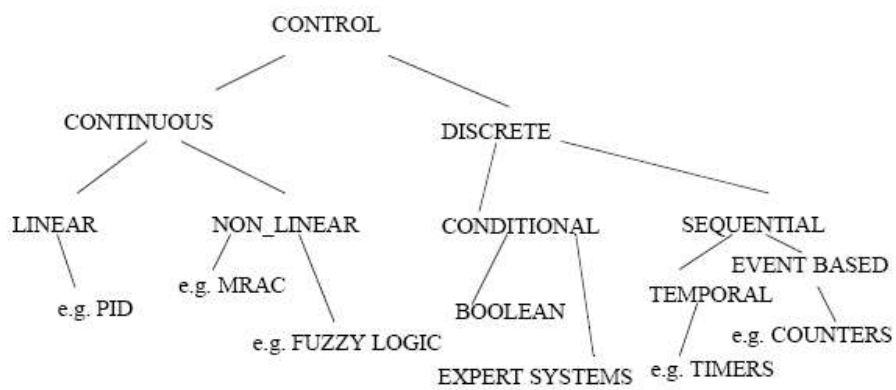 CONTROL
CONTINUOUS
DISCRETE
LINEAR
NON_LINEAR
CONDITIONAL
SEQUENTIAL
e.g. PID
e.g. MRAC
e.g. FUZZY LOGIC
BOOLEAN
EXPERT SYSTEMS
TEMPORAL
e.g. TIMERS
EVENT BASED
e.g. COUNTERS